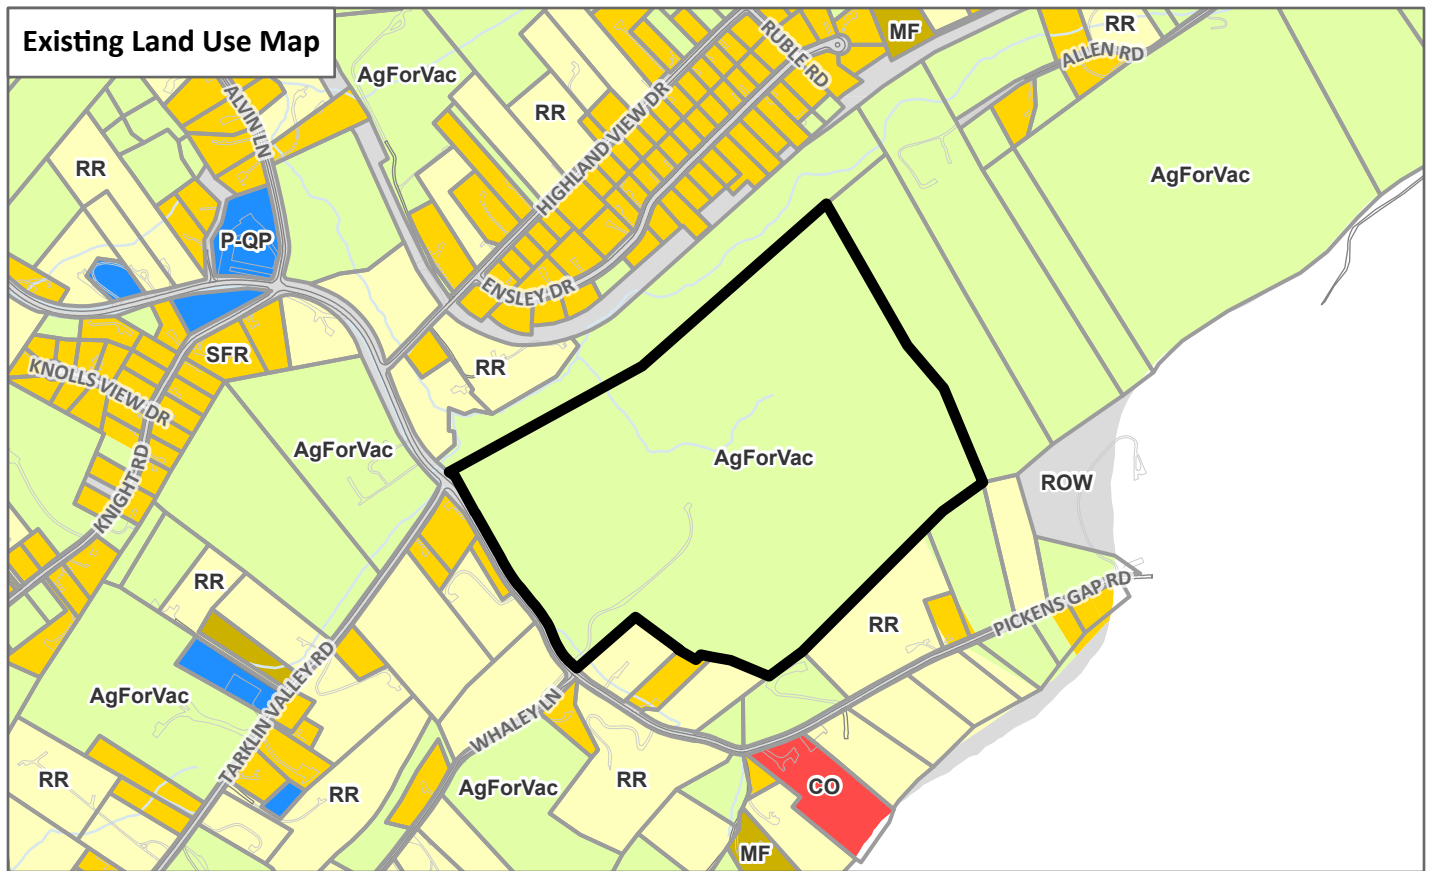 Existing Land Use Map
MF
RR
ALLEN RD
RUBLE RD
AgForVac
ALVIN LN
RR
HIGHLAND VIEW DR
RR
AgForVac
P-QP
ENSLEY DR
SFR
RR
KNOLLS VIEW DR
AgForVac
AgForVac
ROW
KNIGHT RD
RR
PICKENS GAP RD
RR
AgForVac
TARKLIN VALLEY RD
WHALEY LN
RR
RR
AgForVac
RR
CO
MF